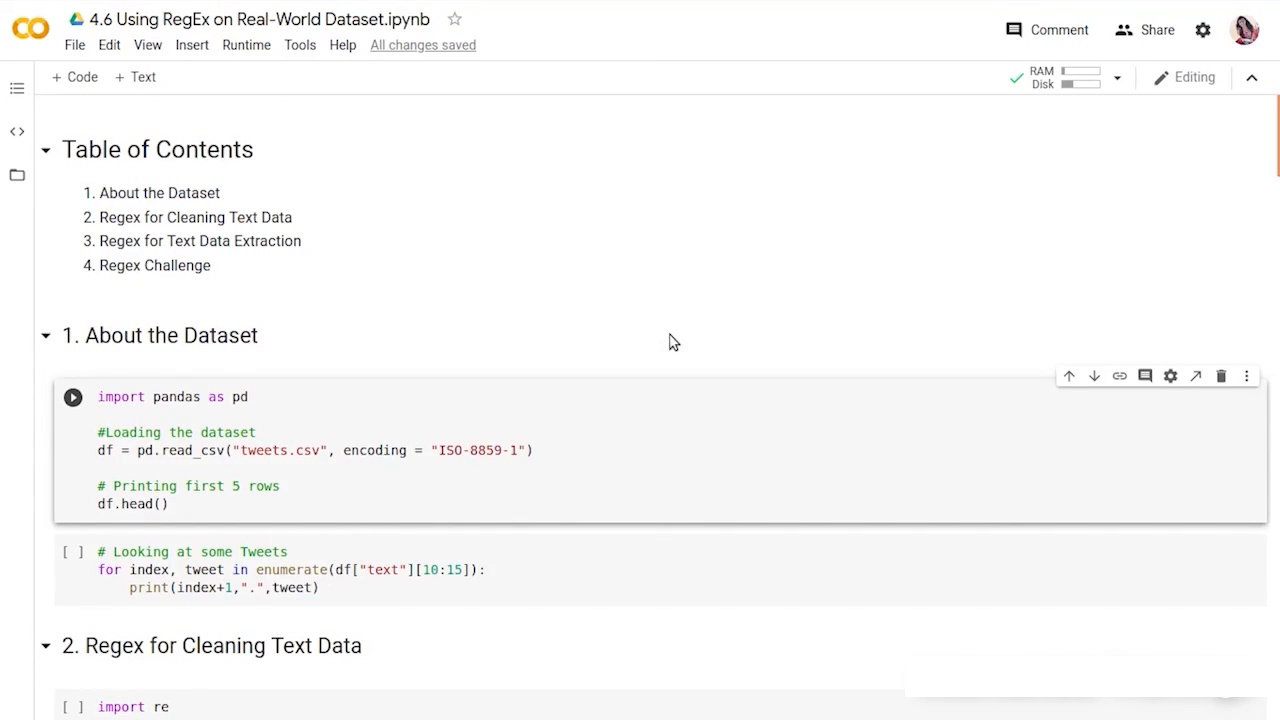 4.6 Using RegEx on Real-World Dataset.ipynb
File Edit View Insert Runtime Tools Help All changes saved
Comment Share
+ Code + Text
RAM
Disk
Editing
Table of Contents
1. About the Dataset
2. Regex for Cleaning Text Data
3. Regex for Text Data Extraction
4. Regex Challenge
1. About the Dataset
import pandas as pd
#Loading the dataset
df = pd.read_csv("tweets.csv", encoding = "ISO-8859-1")
# Printing first 5 rows
df.head()
[ ] # Looking at some Tweets
for index, tweet in enumerate(df["text"][10:15]):
print(index+1,".",tweet)
2. Regex for Cleaning Text Data
[ ] import re